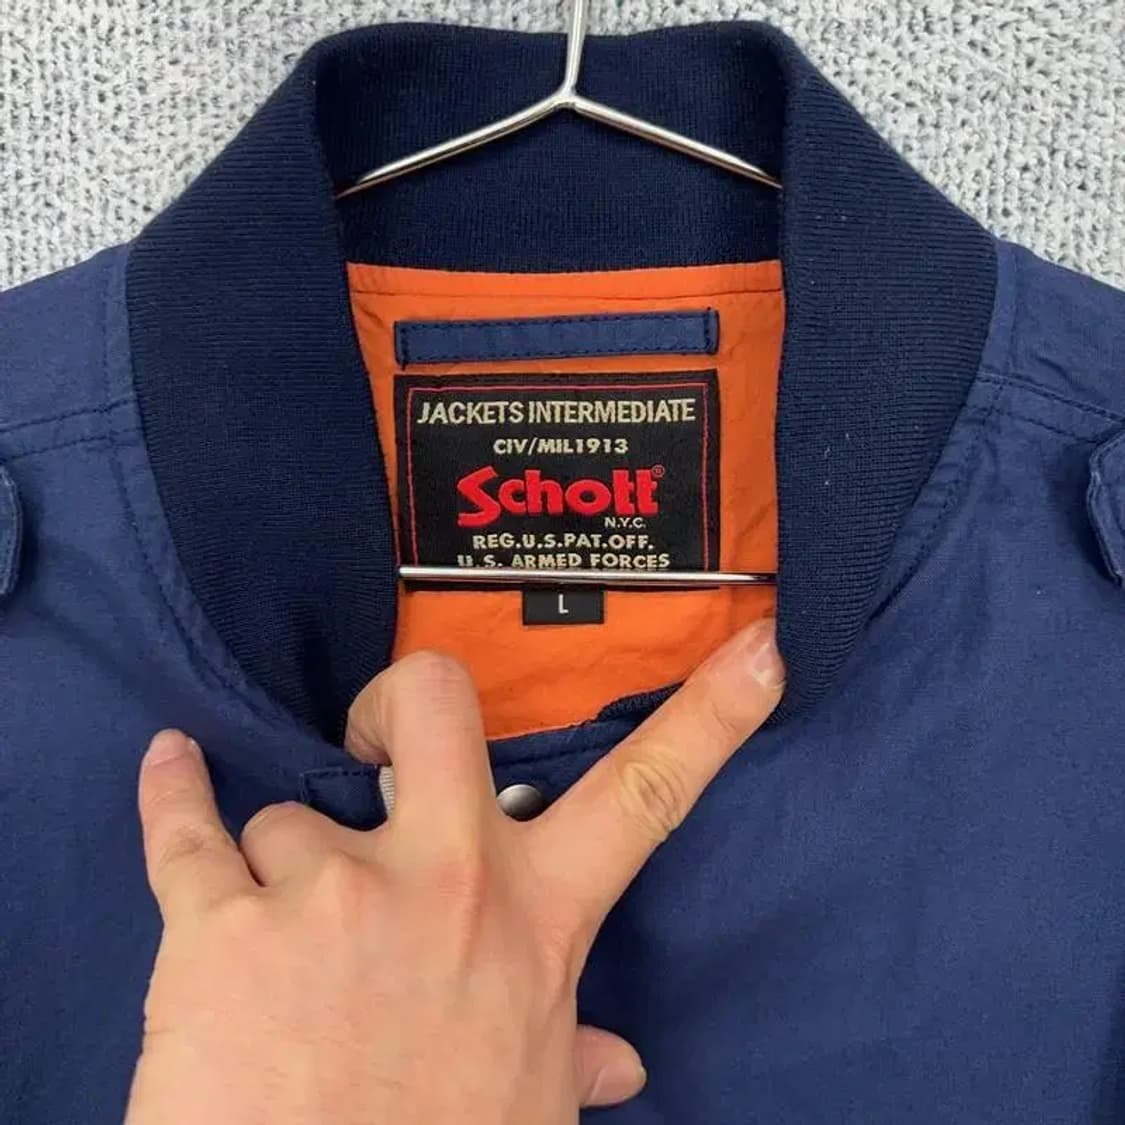 JACKETS INTERMEDIATE
CIV/MIL1913
Schott®
N.Y.C.
REG.U.S.PAT.OFF.
U.S. ARMED FORCES
L